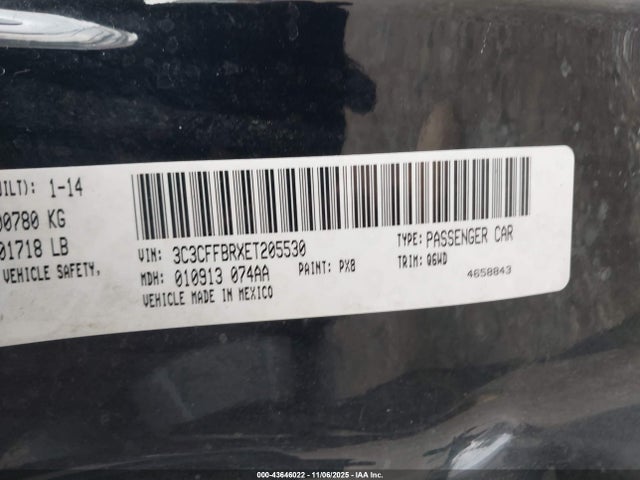 UILT): 1-14
00780 KG
01718 LB
VEHICLE SAFETY,
VIN: 3C3CFFBRXET205530
TYPE: PASSENGER CAR
MDH: 010913 074AA
PAINT: PX8
TRIM: Q6WD
VEHICLE MADE IN MEXICO
4658843
000-43646022 - 11/06/2025 - IAA Inc.